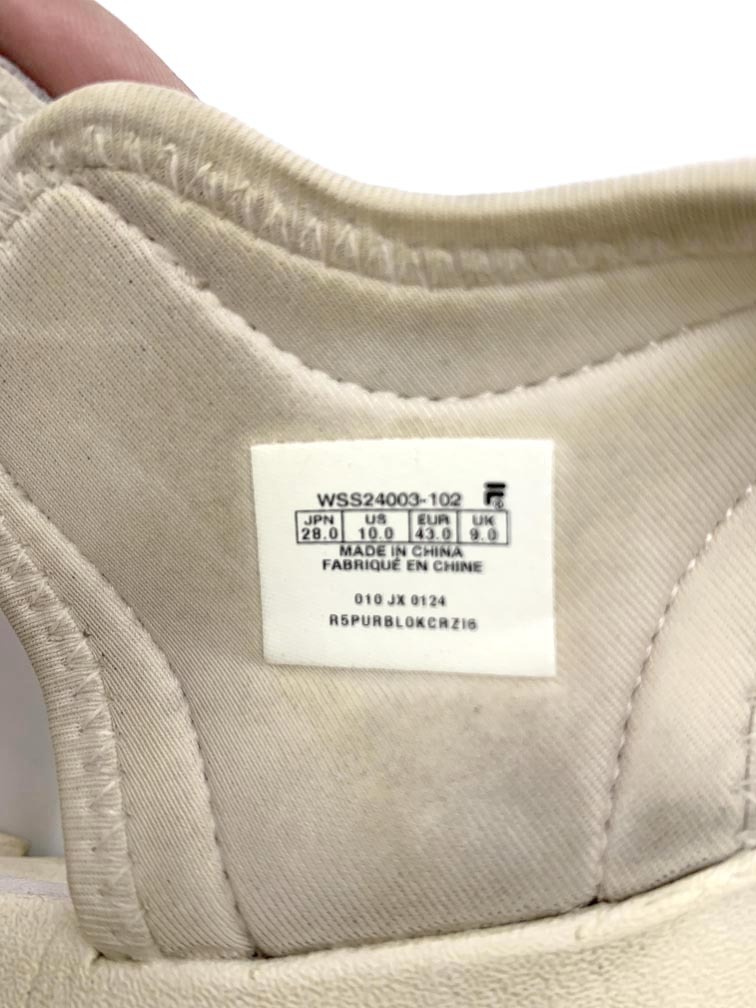 WSS24003-102 F®
JPN US EUR UK
28.0 10.0 43.0 9.0
MADE IN CHINA
FABRIQUÉ EN CHINE
010 JX 0124
R5PURBL0KCRZI6